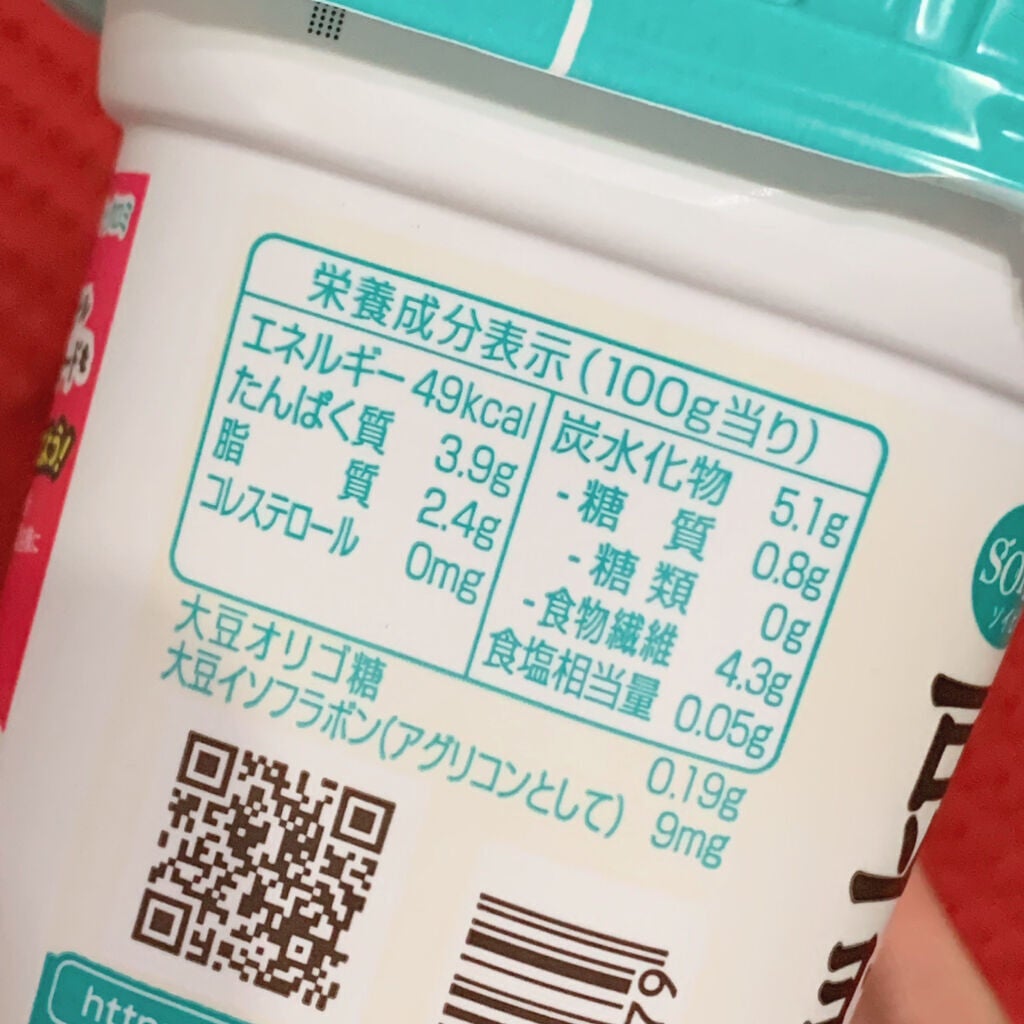 栄養成分表示(100g当り)
エネルギー 49kcal
たんぱく質 3.9g
脂質 2.4g
コレステロール 0mg
炭水化物 5.1g
-糖質 0.8g
-糖類 0g
-食物繊維 4.3g
食塩相当量 0.05g
大豆オリゴ糖 0.19g
大豆イソフラボン(アグリコンとして) 9mg